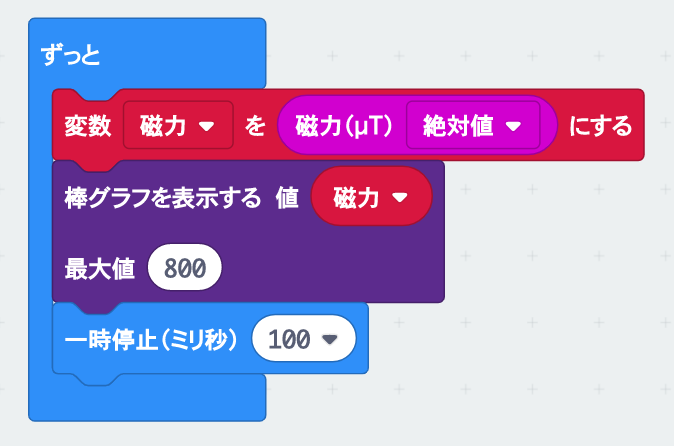 ずっと
変数 磁力 を 磁力(μT) 絶対値 にする
棒グラフを表示する 値 磁力
最大値 800
一時停止(ミリ秒) 100